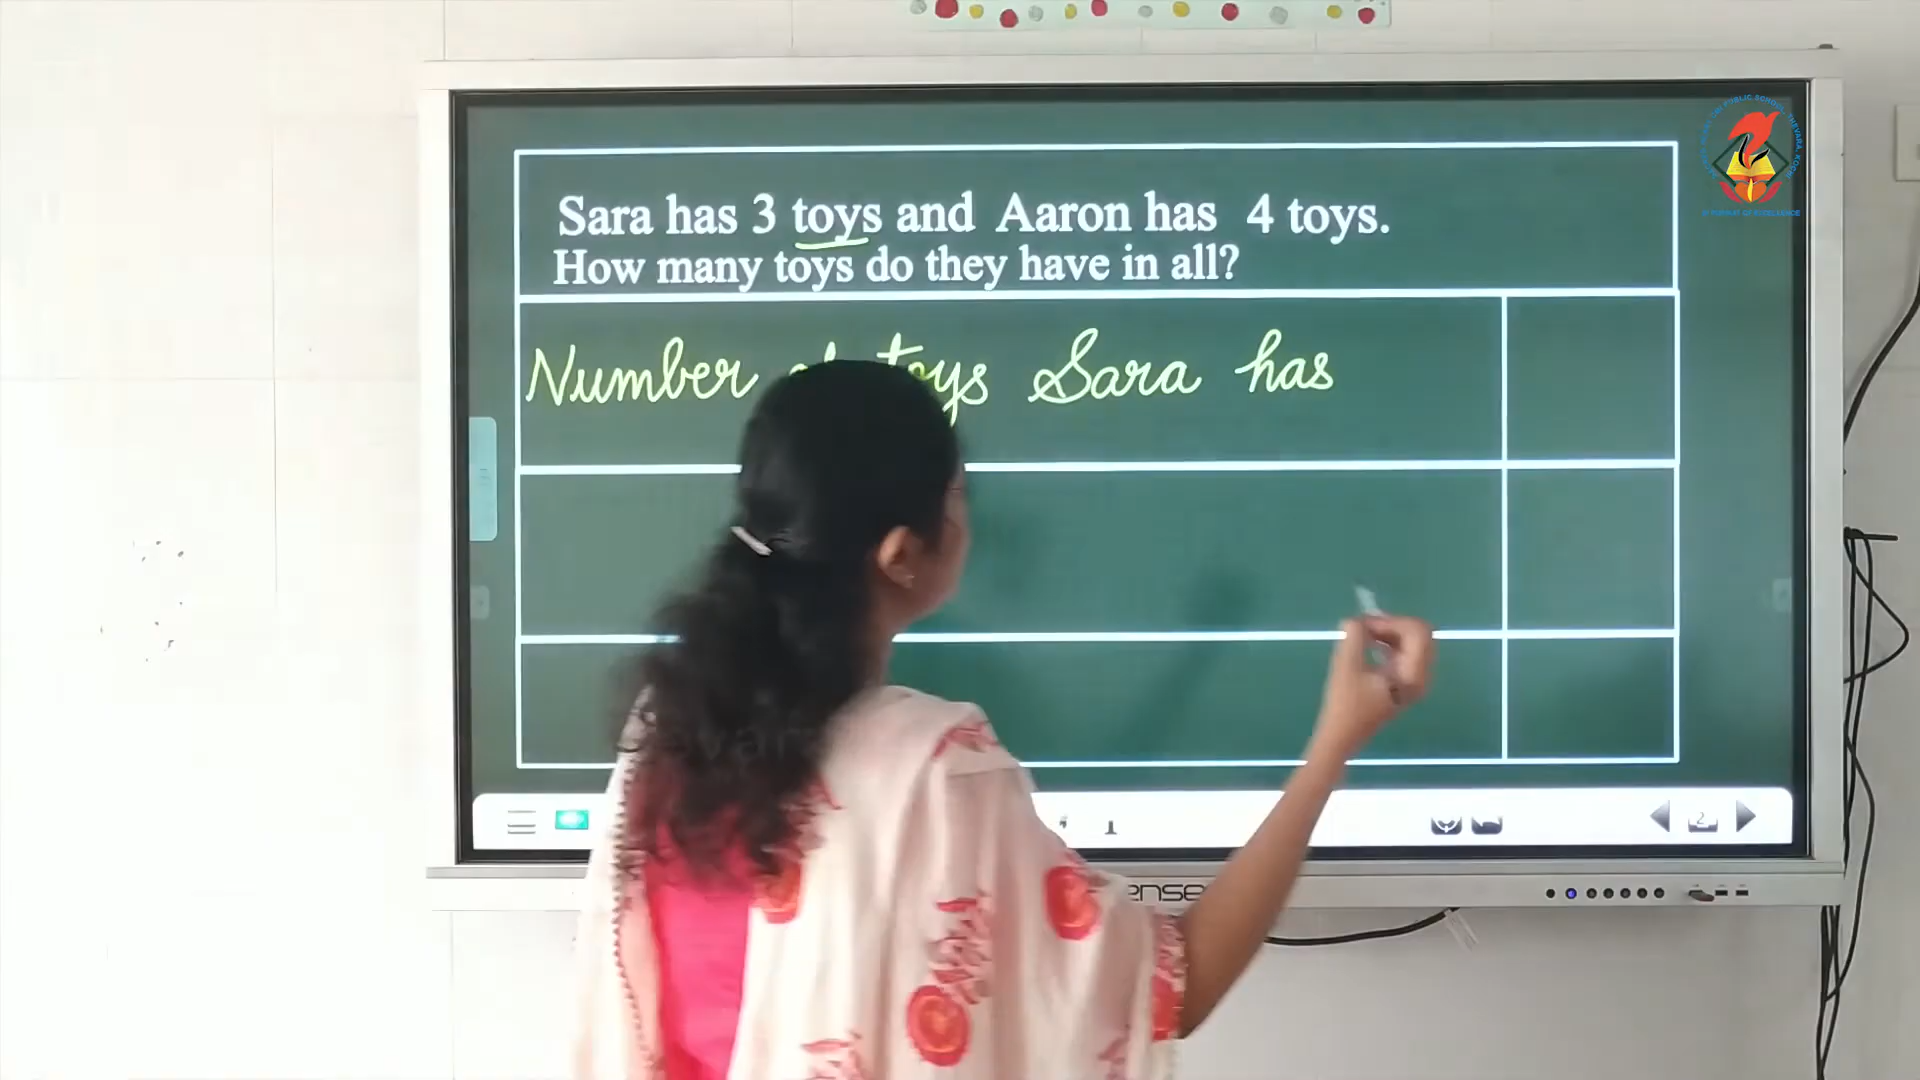 Sara has 3 toys and Aaron has 4 toys.
How many toys do they have in all?
Number toys Sara has
2